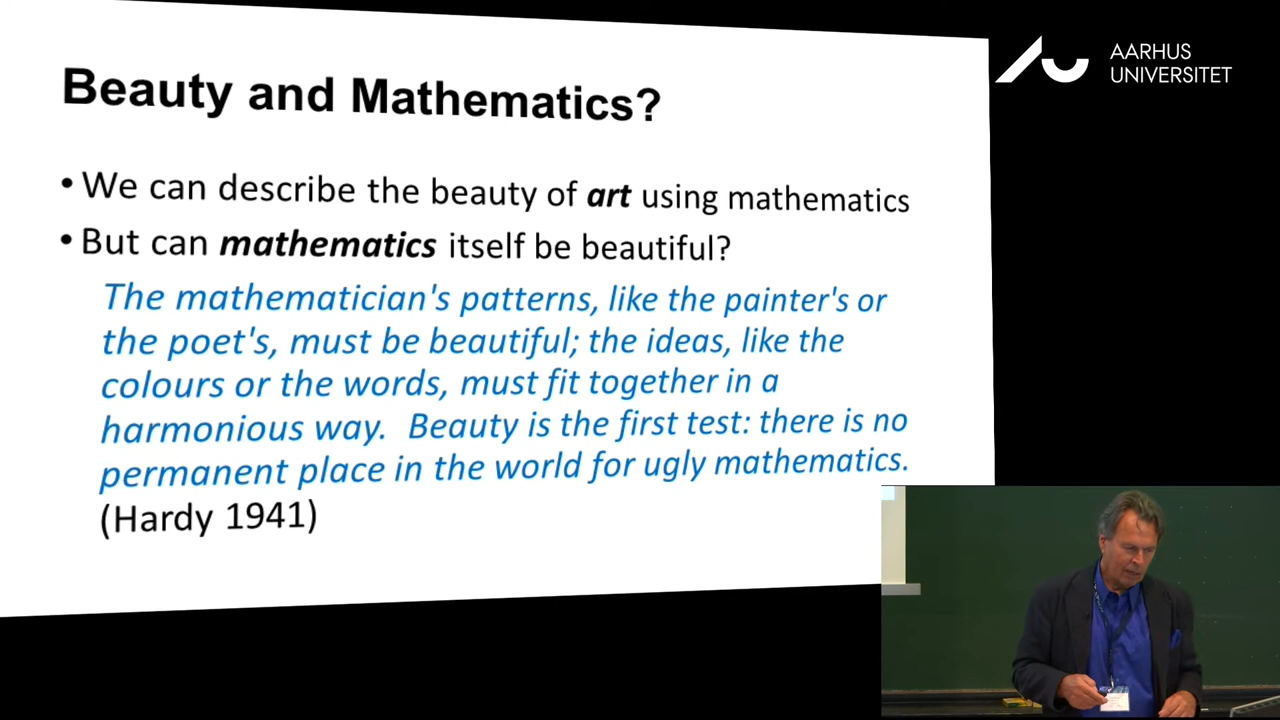 Beauty and Mathematics?
• We can describe the beauty of art using mathematics
• But can mathematics itself be beautiful?
The mathematician's patterns, like the painter's or
the poet's, must be beautiful; the ideas, like the
colours or the words, must fit together in a
harmonious way.  Beauty is the first test: there is no
permanent place in the world for ugly mathematics.
(Hardy 1941)
AARHUS
UNIVERSITET